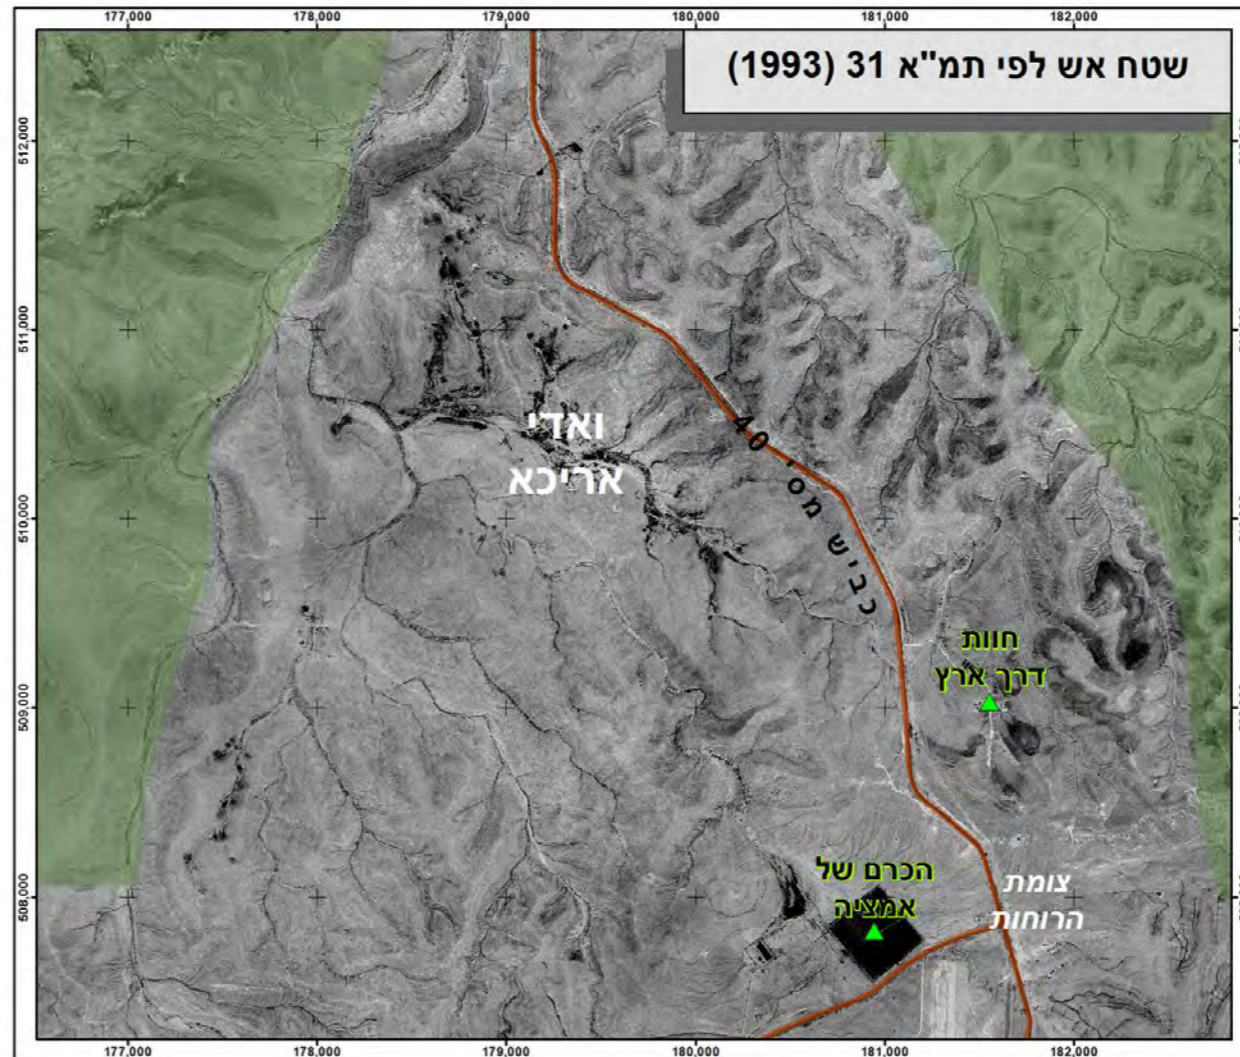 177,000 178,000 179,000 180,000 181,000 182,000
שטח אש לפי תמ"א 31 (1993)
512,000
511,000
510,000
509,000
508,000
ואדי
אריכא
כביש מס' 40
חוות
דרך ארץ
הכרם של
אמציה
צומת
הרוחות
177,000 178,000 179,000 180,000 181,000 182,000